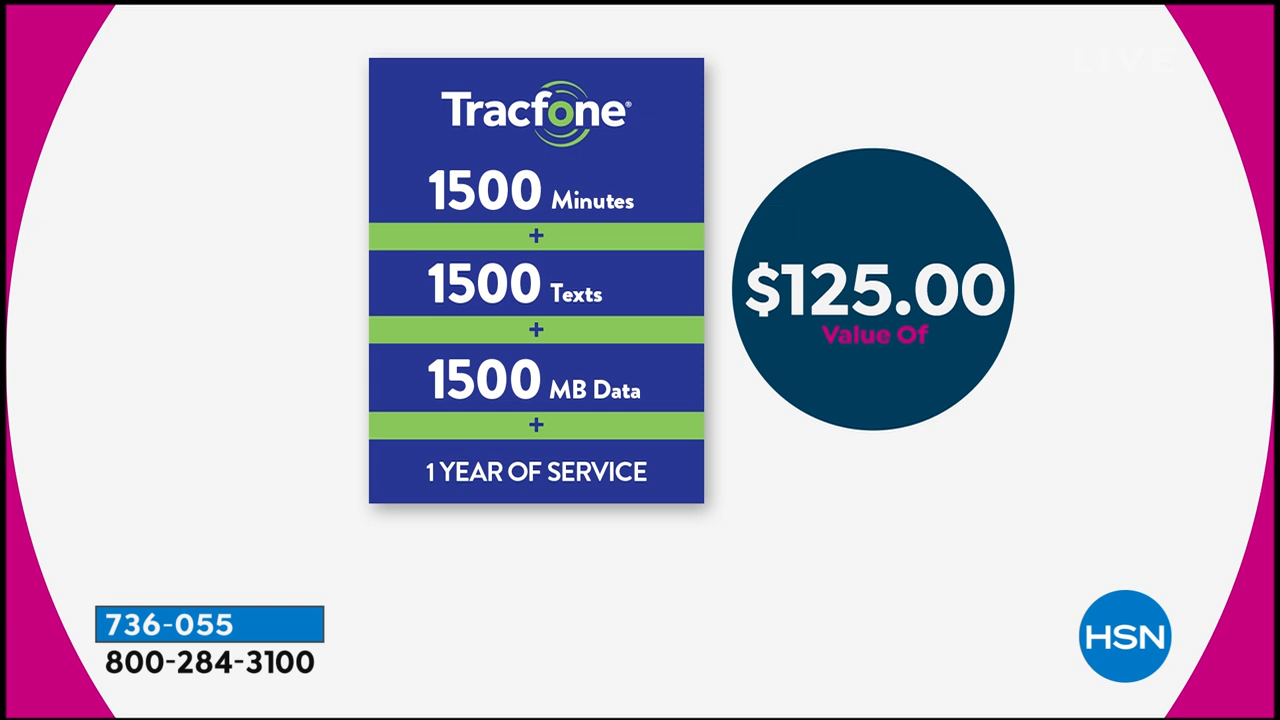 LIVE
Tracfone®
1500 Minutes
+
1500 Texts
+
1500 MB Data
+
1 YEAR OF SERVICE
$125.00
Value Of
736-055
800-284-3100
HSN